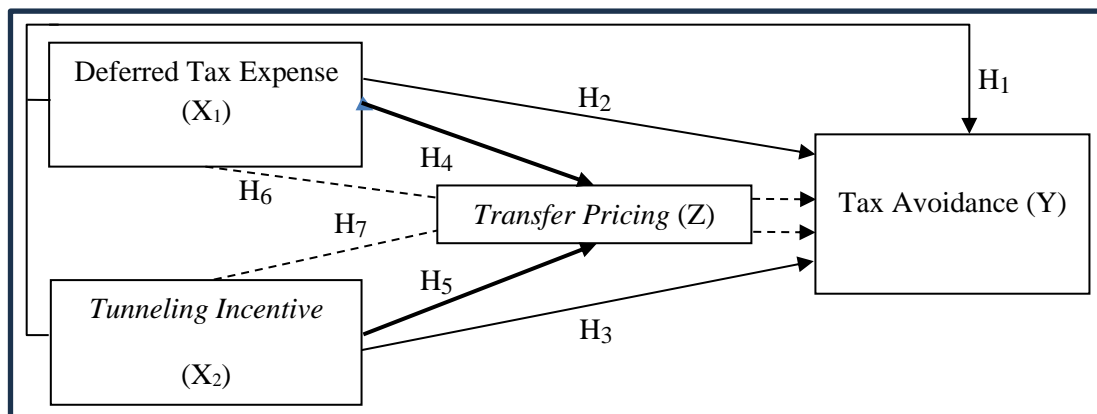 Deferred Tax Expense
(X₁)
H₂
H₁
H₄
H₆
Transfer Pricing (Z)
Tax Avoidance (Y)
H₇
H₅
Tunneling Incentive
H₃
(X₂)